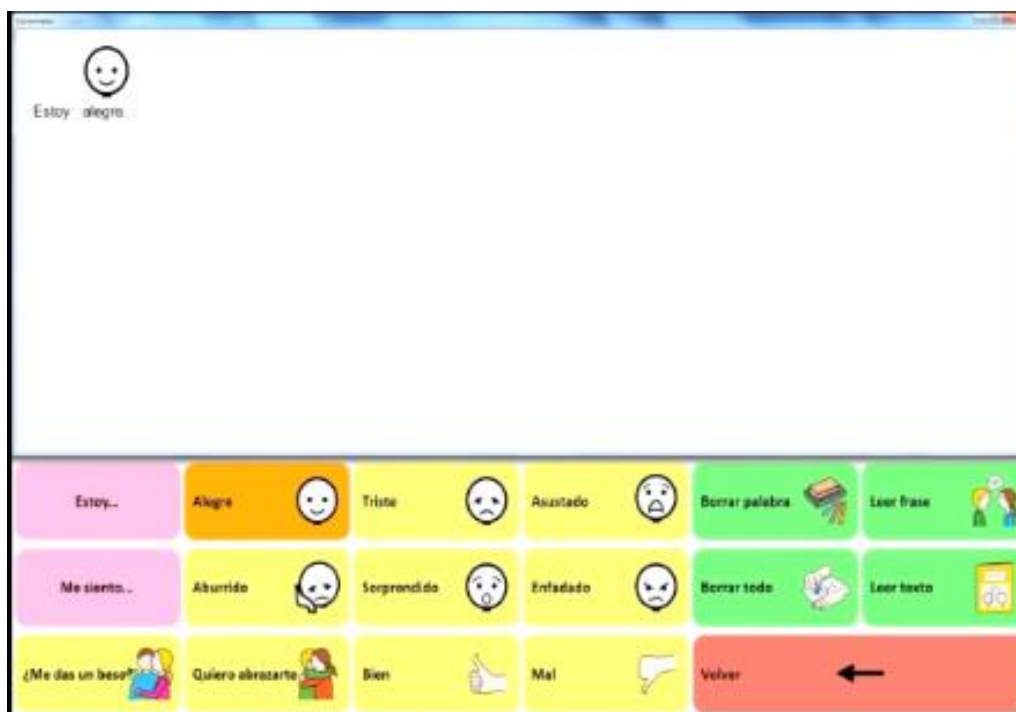 Estoy alegre.
Estoy... Alegre Triste Asustado Borrar palabra Leer frase
Me siento... Aburrido Sorprendido Enfadado Borrar todo Leer texto
¿Me das un beso? Quiero abrazarte Bien Mal Volver